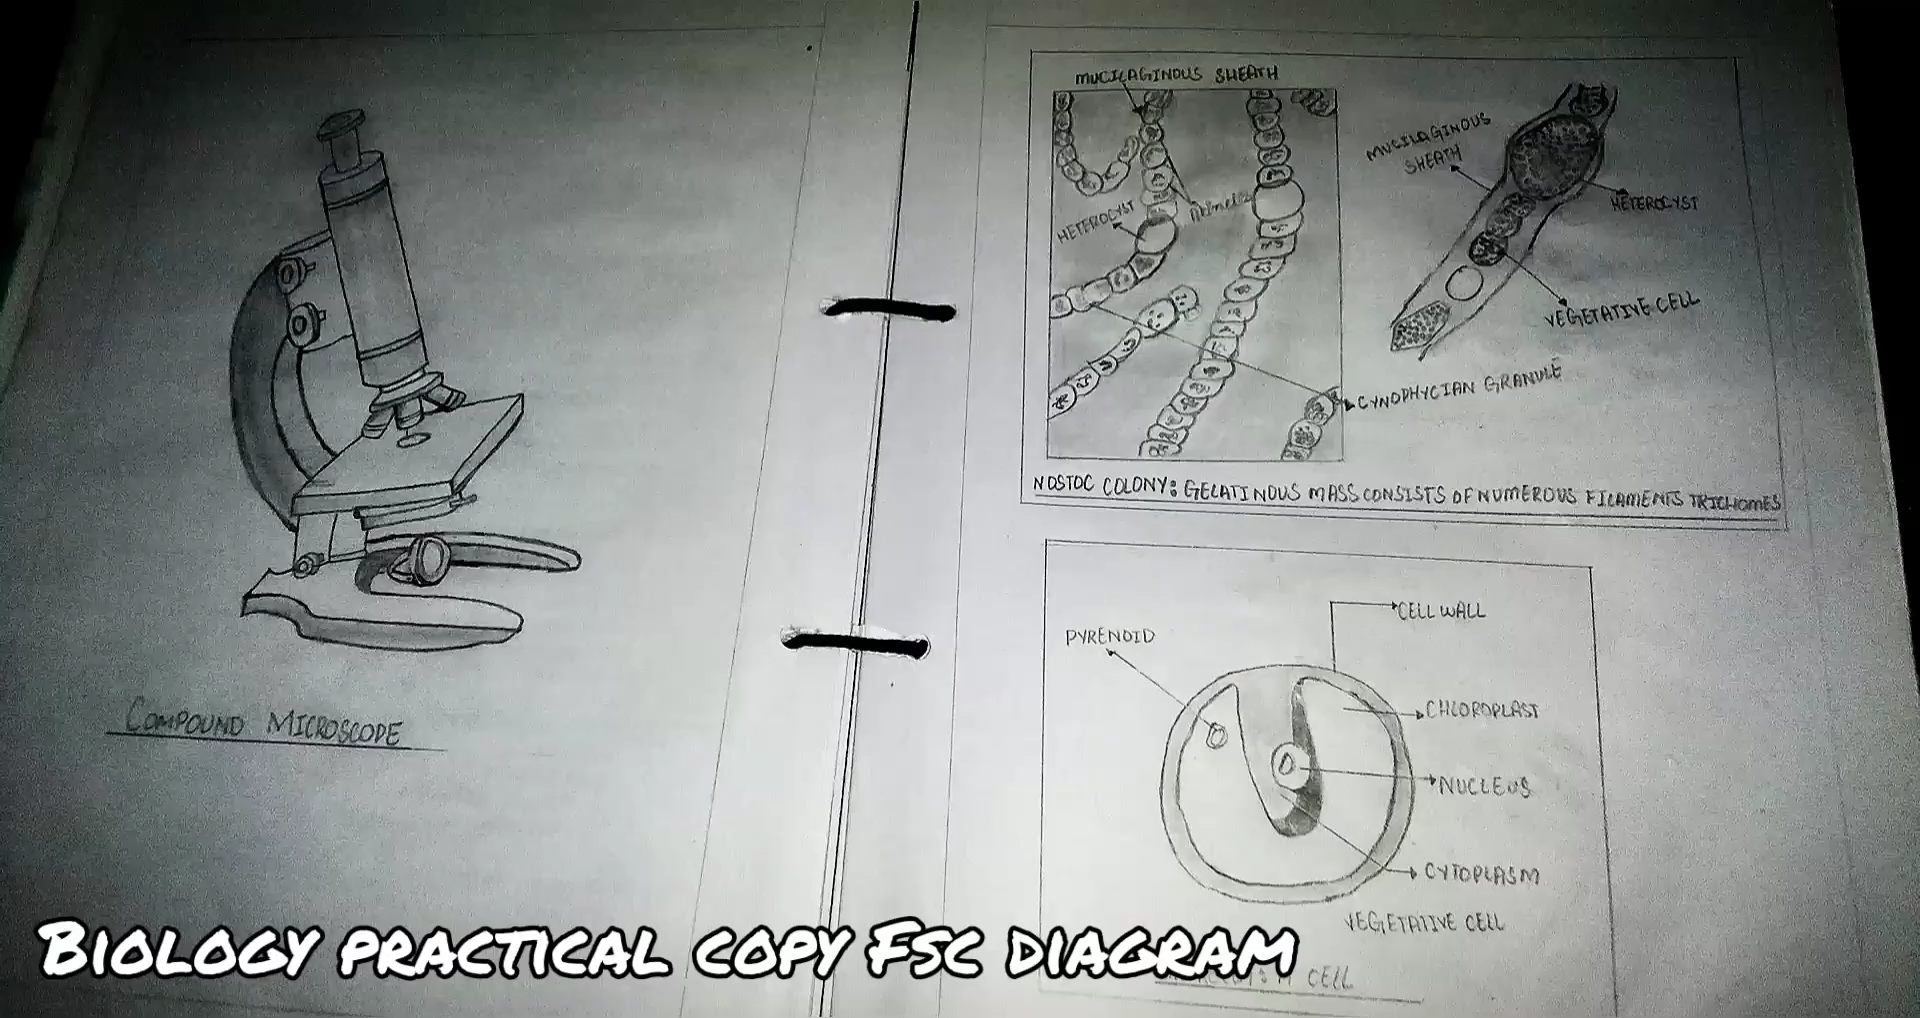 COMPOUND MICROSCOPE
MUCILAGINOUS SHEATH
HETEROCYST
CYNOPHYCIAN GRANULE
MUCILAGINOUS
SHEATH
HETEROCYST
VEGETATIVE CELL
NOSTOC COLONY: GELATINOUS MASS CONSISTS OF NUMEROUS FILAMENTS TRICHOMES
CELL WALL
PYRENOID
CHLOROPLAST
NUCLEUS
CYTOPLASM
VEGETATIVE CELL
CELL
BIOLOGY PRACTICAL COPY FSC DIAGRAM